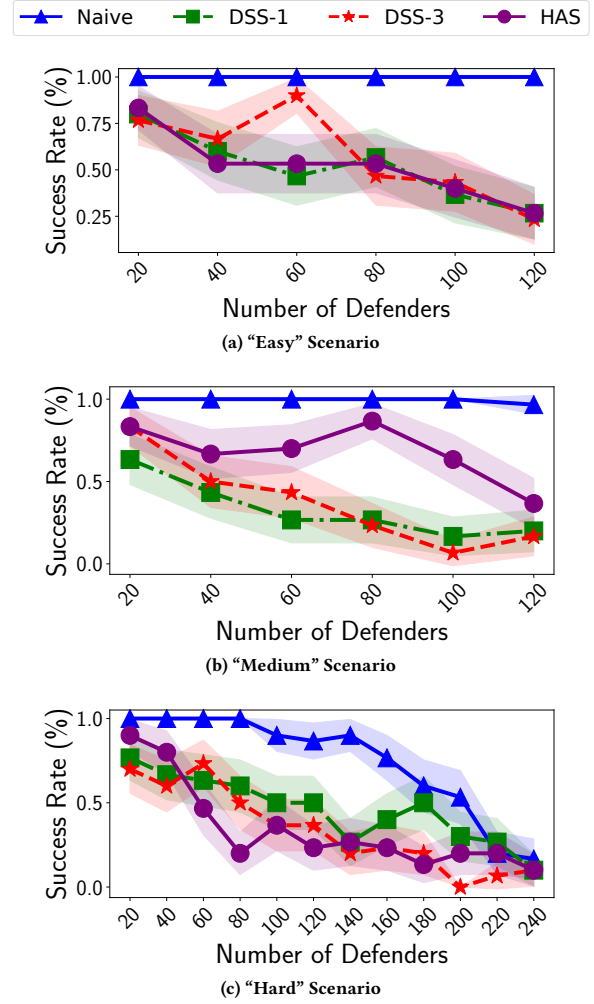 Naive DSS-1 DSS-3 HAS
Success Rate (%)
1.00
0.75
0.50
0.25
20 40 60 80 100 120
Number of Defenders
(a) “Easy” Scenario
Success Rate (%)
1.0
0.5
0.0
20 40 60 80 100 120
Number of Defenders
(b) “Medium” Scenario
Success Rate (%)
1.0
0.5
0.0
20 40 60 80 100 120 140 160 180 200 220 240
Number of Defenders
(c) “Hard” Scenario